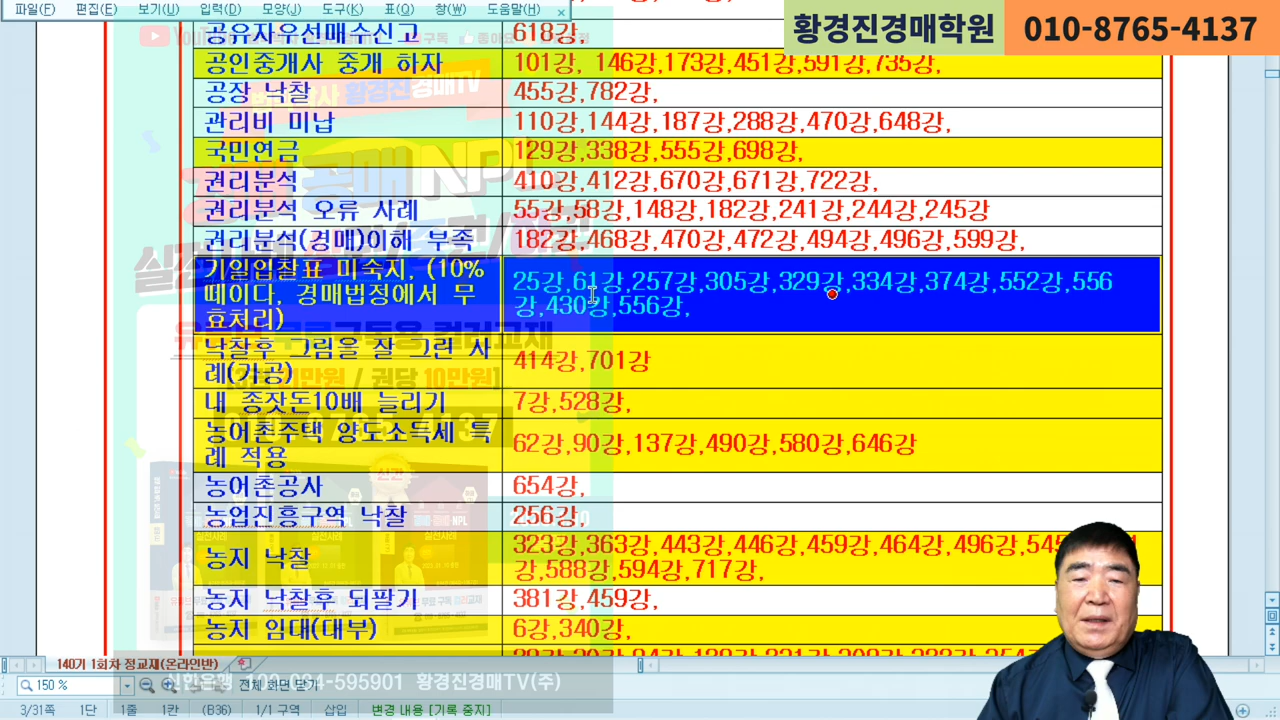 파일(F) 편집(E) 보기(U) 입력(D) 모양(J) 도구(K) 표(Q) 창(W) 도움말(H)
황경진경매학원 010-8765-4137
공유자우선매수신고 618강,
공인중개사 중개 하자 101강, 146강,173강,451강,591강,735강,
공장 낙찰 455강,782강,
관리비 미납 110강,144강,187강,288강,470강,648강,
국민연금 129강,338강,555강,698강,
권리분석 410강,412강,670강,671강,722강,
권리분석 오류 사례 55강,58강,148강,182강,241강,244강,245강
권리분석(경매)이해 부족 182강,468강,470강,472강,494강,496강,599강,
기일입찰표 미숙지, (10%
떼이다, 경매법정에서 무
효처리)
25강,61강,257강,305강,329강,334강,374강,552강,556
강,430강,556강,
낙찰후 그림을 잘 그린 사
례(가공)
414강,701강
내 종잣돈10배 늘리기 7강,528강,
농어촌주택 양도소득세 특
례 적용
62강,90강,137강,490강,580강,646강
농어촌공사 654강,
농업진흥구역 낙찰 256강,
농지 낙찰
323강,363강,443강,446강,459강,464강,496강,545
강,588강,594강,717강,
농지 낙찰후 되팔기 381강,459강,
농지 임대(대부) 6강,340강,
140기 1회차 정교재(온라인반)
150 %
전체 화면 닫기
황경진경매TV(주)
3/31쪽 1단 1줄 1칸 (B36) 1/1 구역 삽입 변경 내용 [기록 중지]